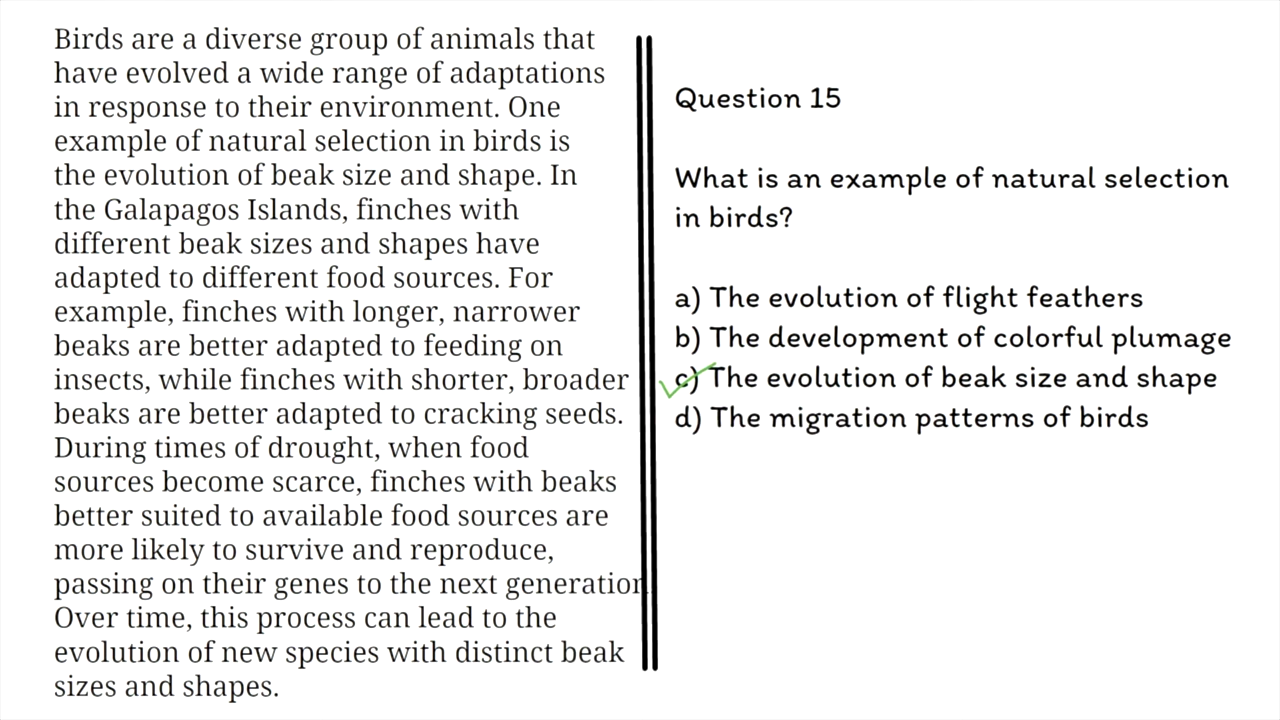 Birds are a diverse group of animals that
have evolved a wide range of adaptations
in response to their environment. One
example of natural selection in birds is
the evolution of beak size and shape. In
the Galapagos Islands, finches with
different beak sizes and shapes have
adapted to different food sources. For
example, finches with longer, narrower
beaks are better adapted to feeding on
insects, while finches with shorter, broader
beaks are better adapted to cracking seeds.
During times of drought, when food
sources become scarce, finches with beaks
better suited to available food sources are
more likely to survive and reproduce,
passing on their genes to the next generation.
Over time, this process can lead to the
evolution of new species with distinct beak
sizes and shapes.
Question 15
What is an example of natural selection
in birds?
a) The evolution of flight feathers
b) The development of colorful plumage
c) The evolution of beak size and shape
d) The migration patterns of birds